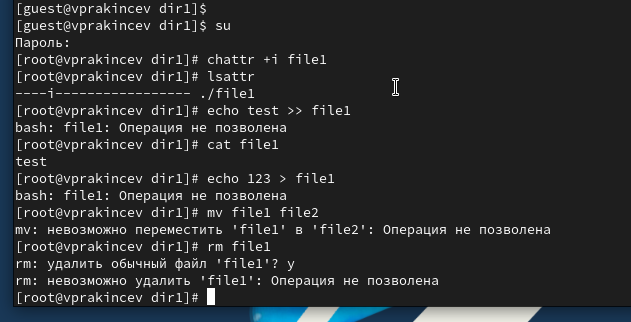 [guest@vprakincev dir1]$
[guest@vprakincev dir1]$ su
Пароль:
[root@vprakincev dir1]# chattr +i file1
[root@vprakincev dir1]# lsattr
----i----------------- ./file1
[root@vprakincev dir1]# echo test >> file1
bash: file1: Операция не позволена
[root@vprakincev dir1]# cat file1
test
[root@vprakincev dir1]# echo 123 > file1
bash: file1: Операция не позволена
[root@vprakincev dir1]# mv file1 file2
mv: невозможно переместить 'file1' в 'file2': Операция не позволена
[root@vprakincev dir1]# rm file1
rm: удалить обычный файл 'file1'? y
rm: невозможно удалить 'file1': Операция не позволена
[root@vprakincev dir1]#